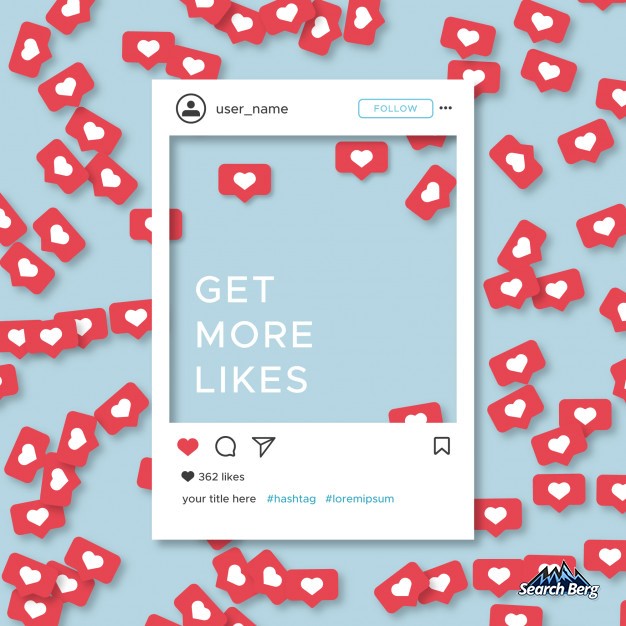 user_name FOLLOW
GET
MORE
LIKES
362 likes
your title here #hashtag #loremipsum
Search Berg